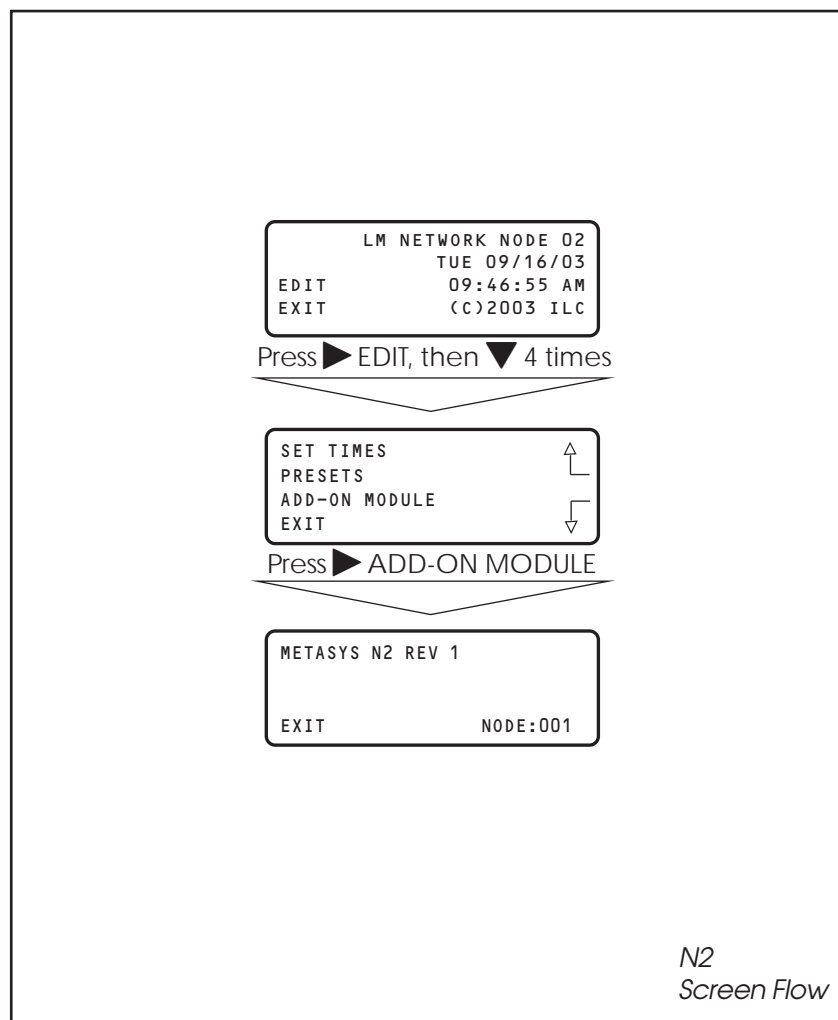 LM NETWORK NODE 02
TUE 09/16/03
EDIT 09:46:55 AM
EXIT (C)2003 ILC
Press ▶ EDIT, then ▼ 4 times
SET TIMES
PRESETS
ADD-ON MODULE
EXIT
Press ▶ ADD-ON MODULE
METASYS N2 REV 1
EXIT NODE:001
N2
Screen Flow